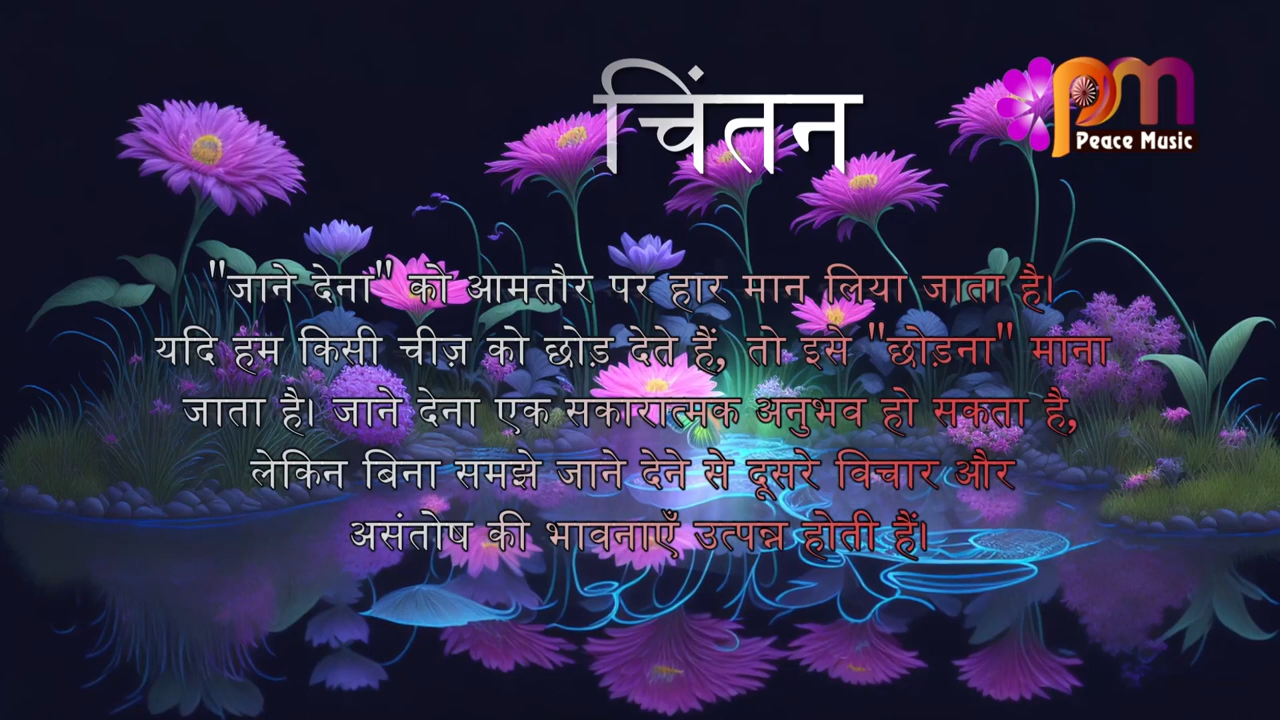 चिंतन
pm
Peace Music
"जाने देना" को आमतौर पर हार मान लिया जाता है।
यदि हम किसी चीज़ को छोड़ देते हैं, तो इसे "छोड़ना" माना
जाता है। जाने देना एक सकारात्मक अनुभव हो सकता है,
लेकिन बिना समझे जाने देने से दूसरे विचार और
असंतोष की भावनाएँ उत्पन्न होती हैं।